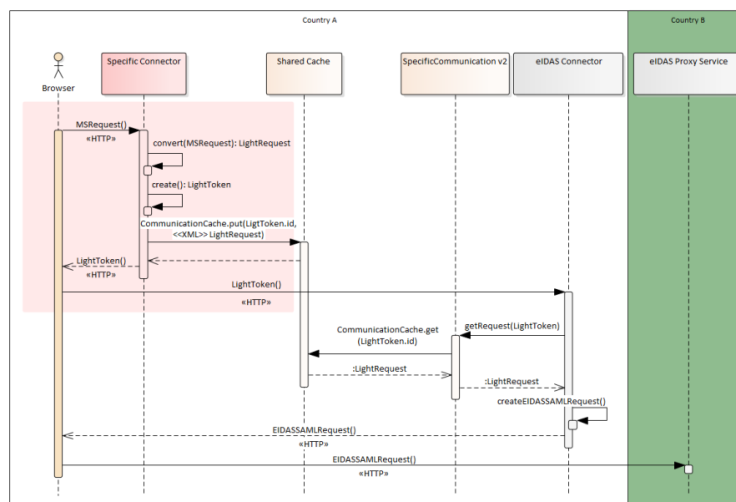 Country A
Country B
Specific Connector
Shared Cache
SpecificCommunication v2
eIDAS Connector
eIDAS Proxy Service
Browser
MSRequest()
«HTTP»
convert(MSRequest): LightRequest
create(): LightToken
CommunicationCache.put(LigtToken.id,
<<XML>> LightRequest)
LightToken()
«HTTP»
LightToken()
«HTTP»
getRequest(LightToken)
CommunicationCache.get
(LightToken.id)
:LightRequest
:LightRequest
createEIDASSAMLRequest()
EIDASSAMLRequest()
«HTTP»
EIDASSAMLRequest()
«HTTP»